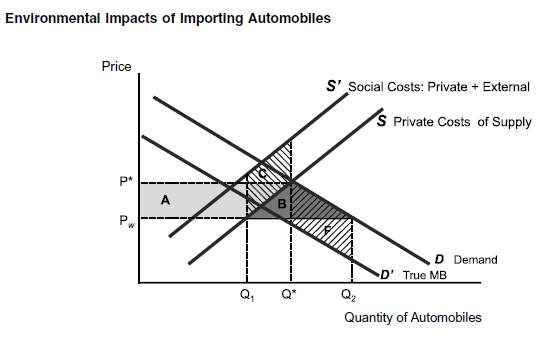 Environmental Impacts of Importing Automobiles
Price
S' Social Costs: Private + External
S Private Costs of Supply
C
P*
A
B
Pw
F
D Demand
D' True MB
Q1 Q* Q2
Quantity of Automobiles